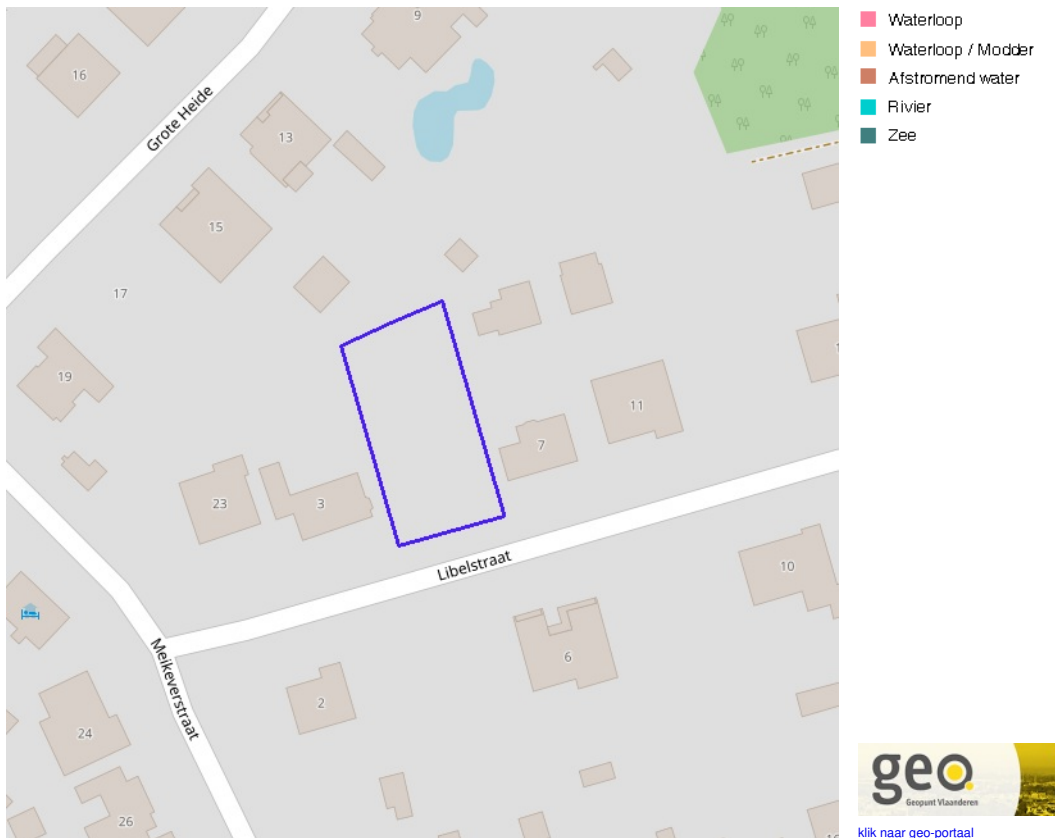 Waterloop
Waterloop / Modder
Afstromend water
Rivier
Zee
9
16
Grote Heide
13
15
17
19
11
7
23
3
Libelstraat
10
Meikeverstraat
6
2
24
26
geo.
Geopunt Vlaanderen
klik naar geo-portaal